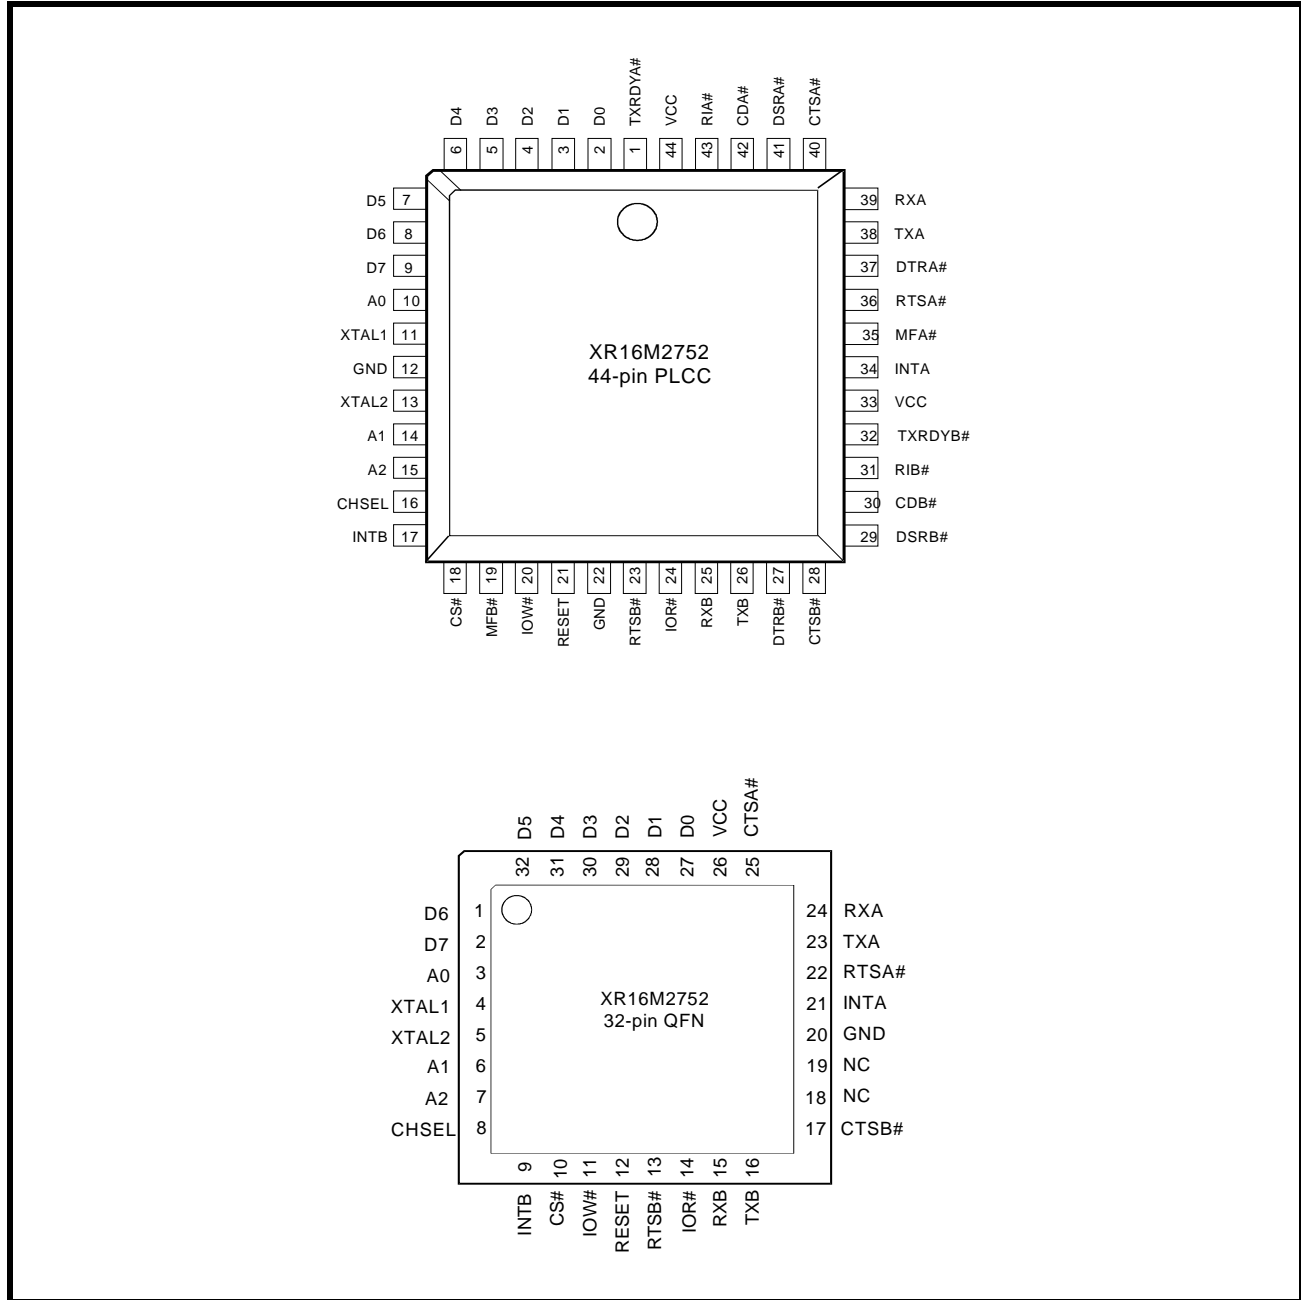 D4 D3 D2 D1 D0 TXRDYA# VCC RIA# CDA# DSRA# CTSA#
6 5 4 3 2 1 44 43 42 41 40
D5 7 39 RXA
D6 8 38 TXA
D7 9 37 DTRA#
A0 10 36 RTSA#
XTAL1 11 35 MFA#
XR16M2752
GND 12 34 INTA
44-pin PLCC
XTAL2 13 33 VCC
A1 14 32 TXRDYB#
A2 15 31 RIB#
CHSEL 16 30 CDB#
INTB 17 29 DSRB#
18 19 20 21 22 23 24 25 26 27 28
CS# MFB# IOW# RESET GND RTSB# IOR# RXB TXB DTRB# CTSB#
D5 D4 D3 D2 D1 D0 VCC CTSA#
32 31 30 29 28 27 26 25
D6 1 24 RXA
D7 2 23 TXA
A0 3 22 RTSA#
XTAL1 4 21 INTA
XR16M2752
32-pin QFN
XTAL2 5 20 GND
A1 6 19 NC
A2 7 18 NC
CHSEL 8 17 CTSB#
9 10 11 12 13 14 15 16
INTB CS# IOW# RESET RTSB# IOR# RXB TXB